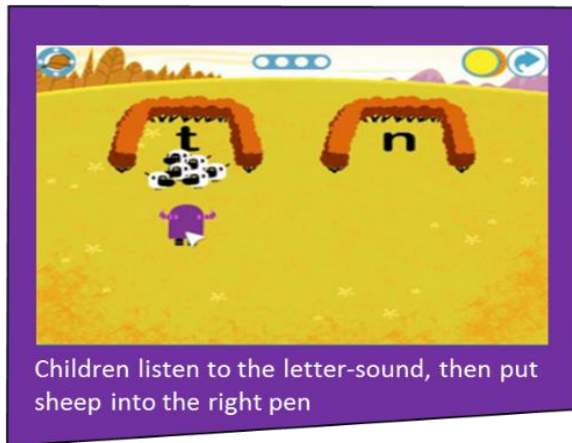 t n
Children listen to the letter-sound, then put
sheep into the right pen